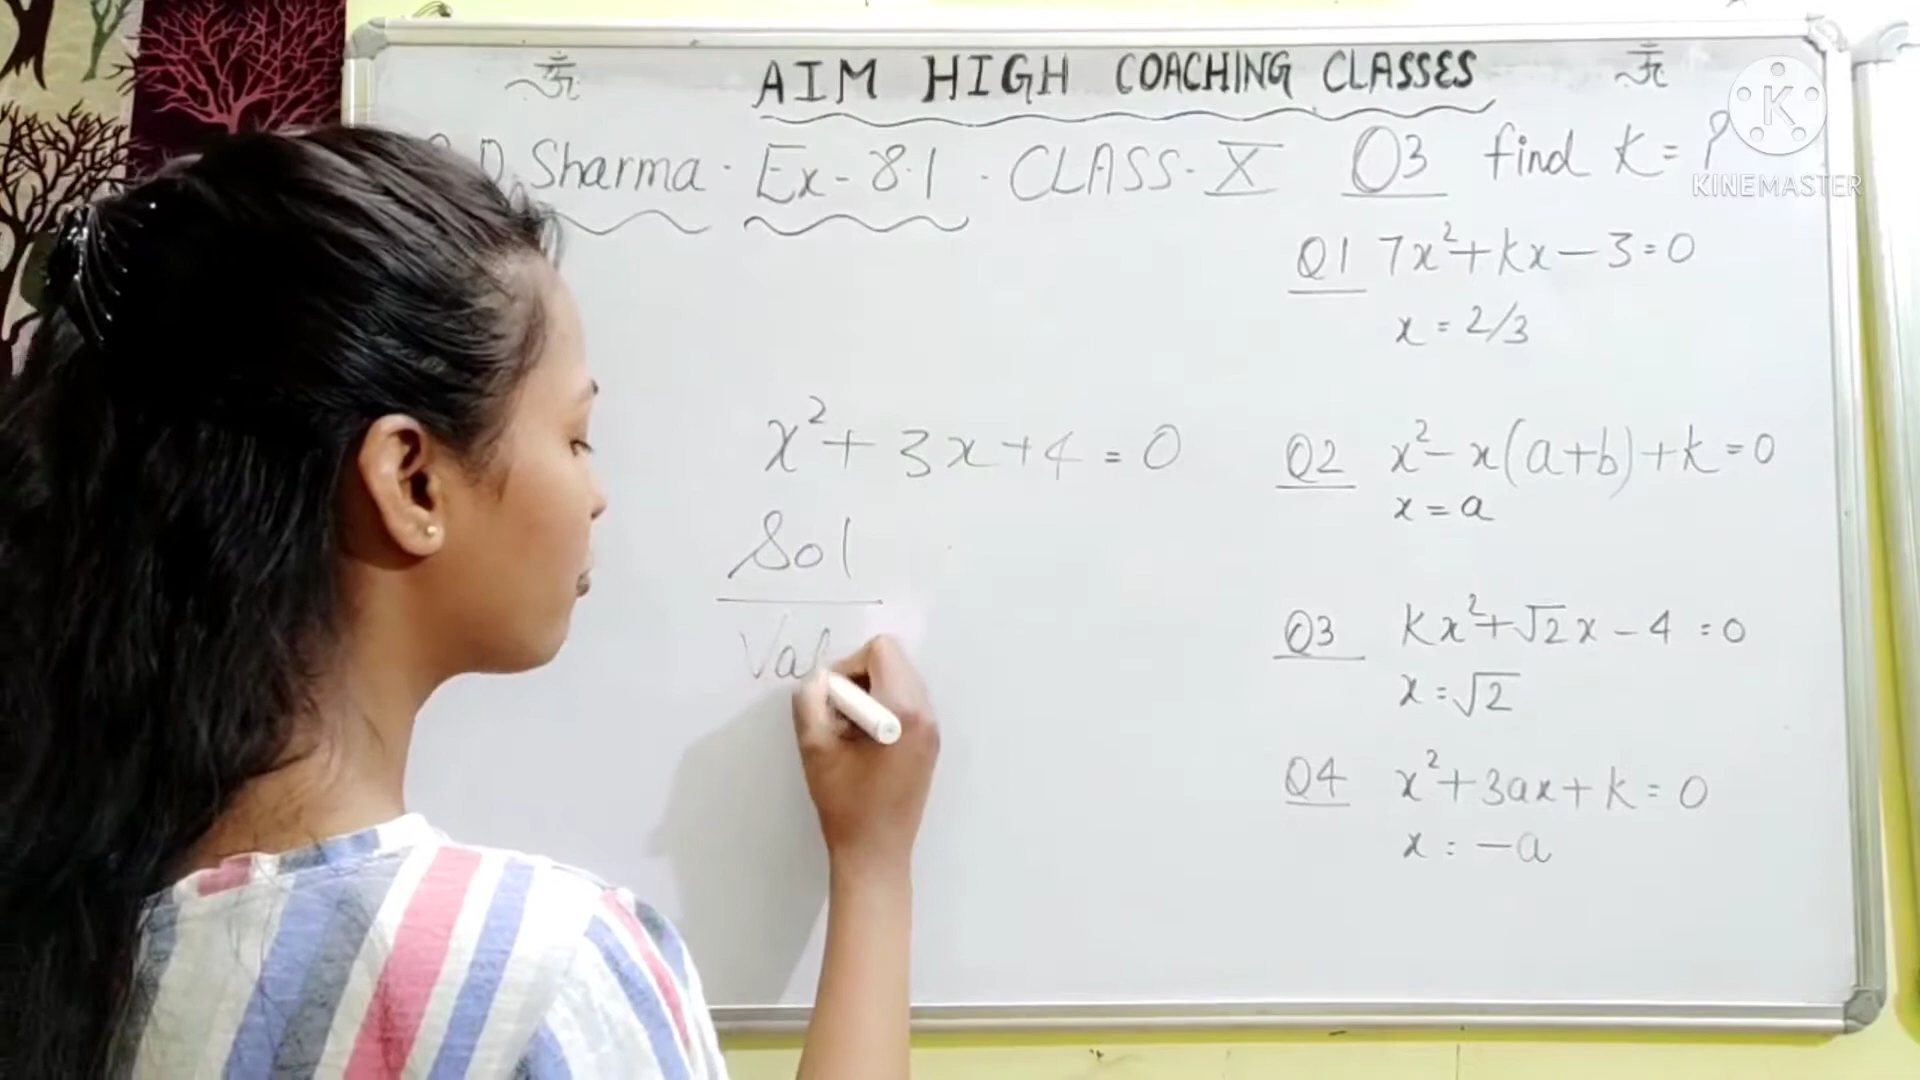 ॐ AIM HIGH COACHING CLASSES ॐ
D. Sharma. Ex-8.1. CLASS-X Q3 find K=?
KINEMASTER
Q1 7x²+kx-3=0
x=2/3
x²+3x+4=0
Q2 x²-x(a+b)+k=0
x=a
Sol
Val
Q3 Kx²+√2x-4=0
x=√2
Q4 x²+3ax+k=0
x=-a